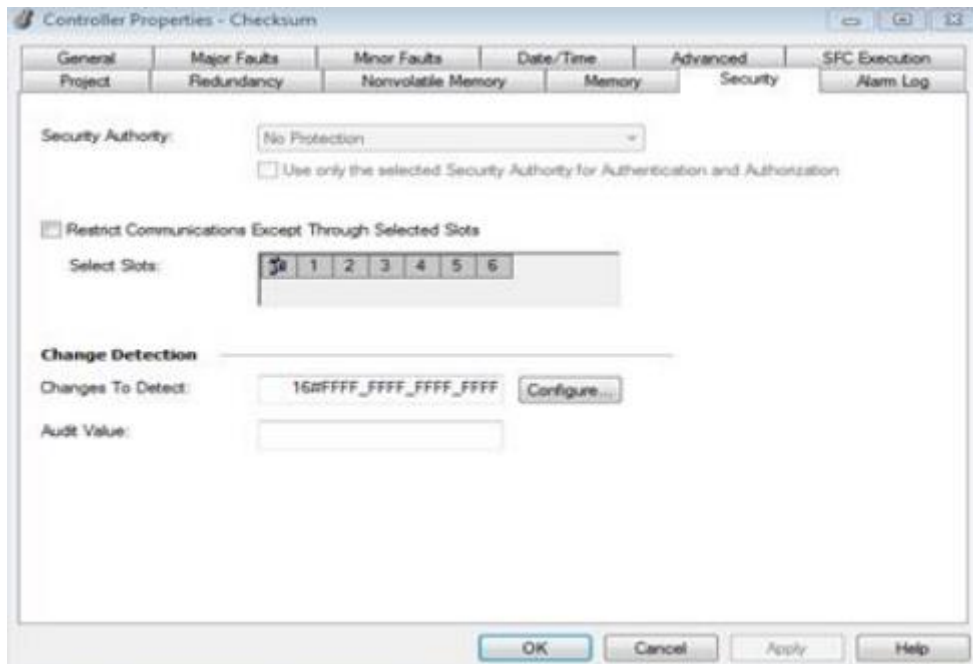 Controller Properties - Checksum
General Major Faults Minor Faults Date/Time Advanced SFC Execution
Project Redundancy Nonvolatile Memory Memory Security Alarm Log
Security Authority: No Protection
Use only the selected Security Authority for Authentication and Authorization
Restrict Communications Except Through Selected Slots
Select Slots: 1 2 3 4 5 6
Change Detection
Changes To Detect: 16#FFFF_FFFF_FFFF_FFFF Configure...
Audit Value:
OK Cancel Apply Help